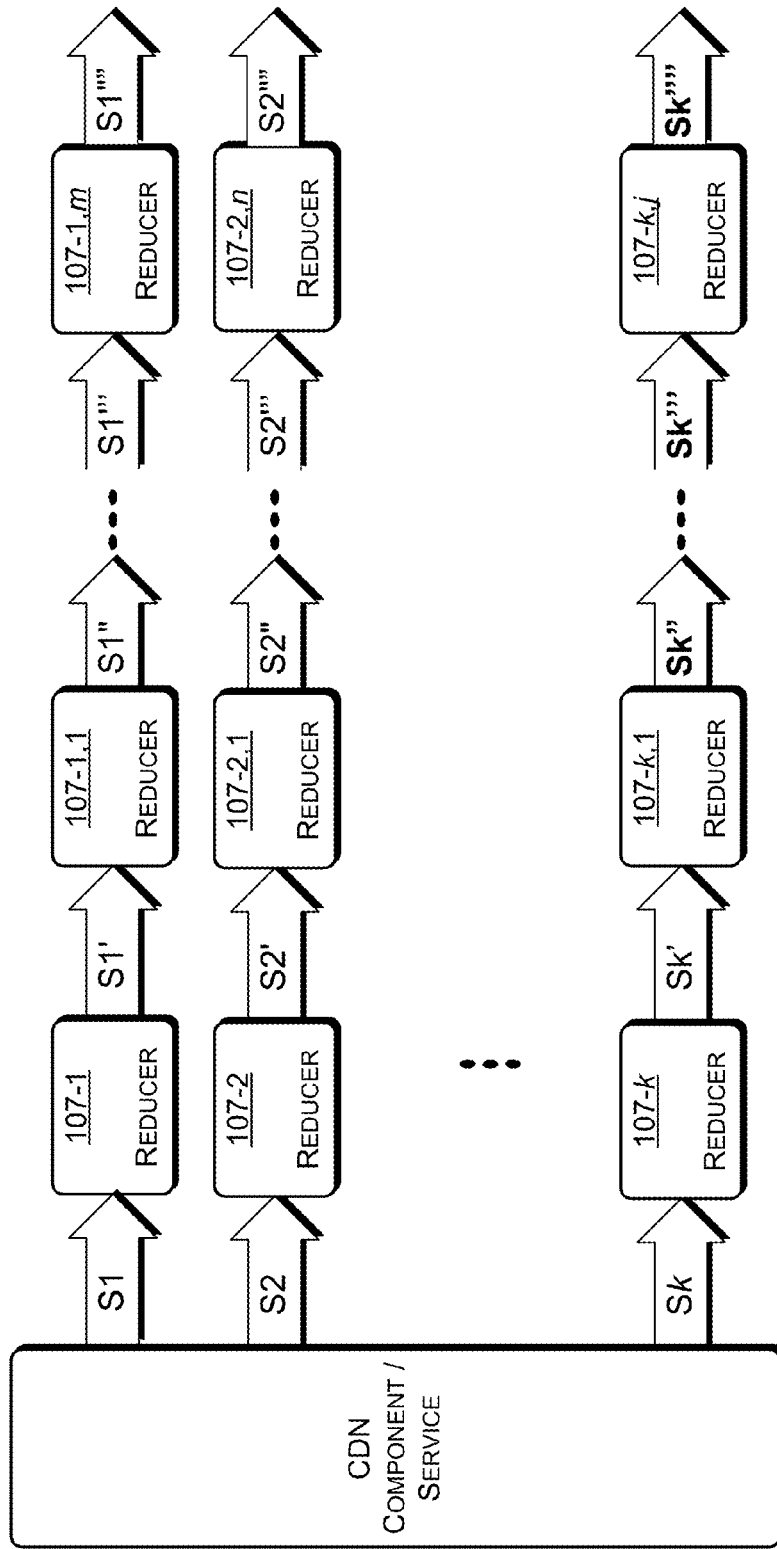 CDN
COMPONENT /
SERVICE
S1
107-1
REDUCER
S1'
107-1,1
REDUCER
S1"
•••
S1'''
107-1,m
REDUCER
S1''''
S2
107-2
REDUCER
S2'
107-2,1
REDUCER
S2"
•••
S2'''
107-2,n
REDUCER
S2''''
•••
Sk
107-k
REDUCER
Sk'
107-k,1
REDUCER
Sk''
•••
Sk'''
107-k,j
REDUCER
Sk''''